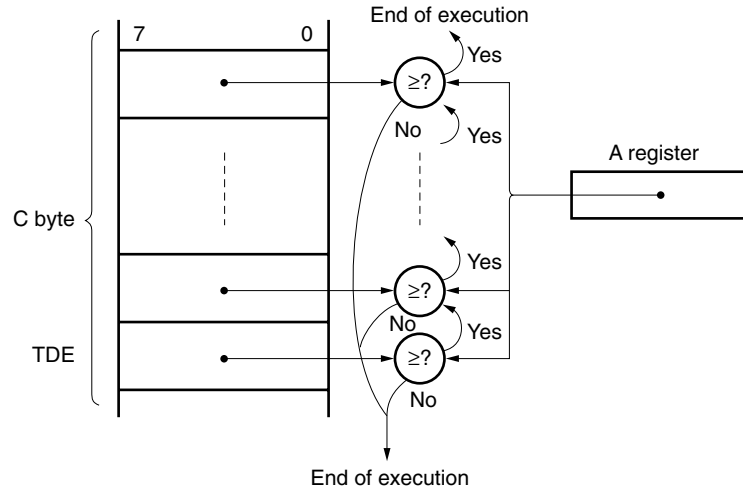 End of execution
7 0
Yes
≥?
No
Yes
A register
C byte
Yes
≥?
No
Yes
TDE
≥?
No
End of execution